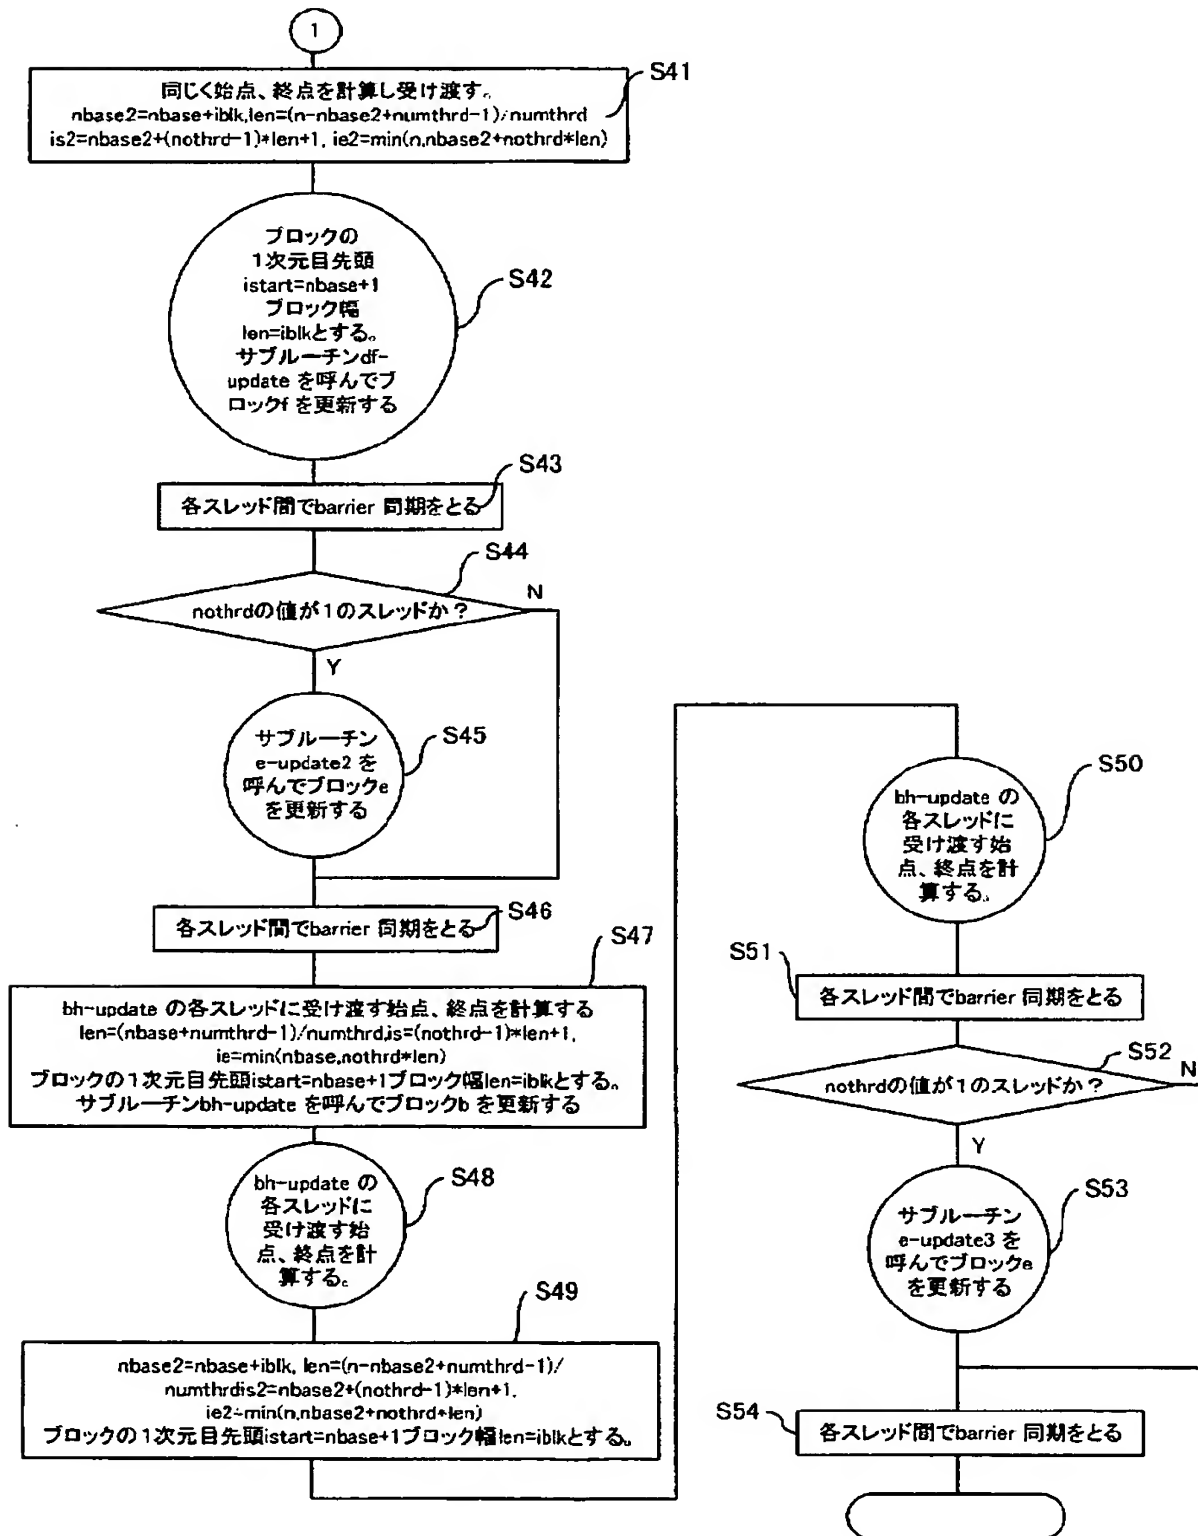 1
S41
同じく始点、終点を計算し受け渡す。
nbase2=nbase+iblk,len=(n-nbase2+numthrd-1)/numthrd
is2=nbase2+(nothrd-1)*len+1, ie2=min(n,nbase2+nothrd*len)
S42
ブロックの
1次元目先頭
istart=nbase+1
ブロック幅
len=iblkとする。
サブルーチンdf-
update を呼んでブ
ロックf を更新する
S43
各スレッド間でbarrier 同期をとる
S44
nothrdの値が1のスレッドか？
N
Y
S45
サブルーチン
e-update2 を
呼んでブロックe
を更新する
S46
各スレッド間でbarrier 同期をとる
S47
bh-update の各スレッドに受け渡す始点、終点を計算する
len=(nbase+numthrd-1)/numthrd,is=(nothrd-1)*len+1,
ie=min(nbase,nothrd*len)
ブロックの1次元目先頭istart=nbase+1ブロック幅len=iblkとする。
サブルーチンbh-update を呼んでブロックb を更新する
S48
bh-update の
各スレッドに
受け渡す始
点、終点を計
算する。
S49
nbase2=nbase+iblk, len=(n-nbase2+numthrd-1)/
numthrdis2=nbase2+(nothrd-1)*len+1,
ie2=min(n,nbase2+nothrd*len)
ブロックの1次元目先頭istart=nbase+1ブロック幅len=iblkとする。
S50
bh-update の
各スレッドに
受け渡す始
点、終点を計
算する。
S51
各スレッド間でbarrier 同期をとる
S52
nothrdの値が1のスレッドか？
N
Y
S53
サブルーチン
e-update3 を
呼んでブロックe
を更新する
S54
各スレッド間でbarrier 同期をとる